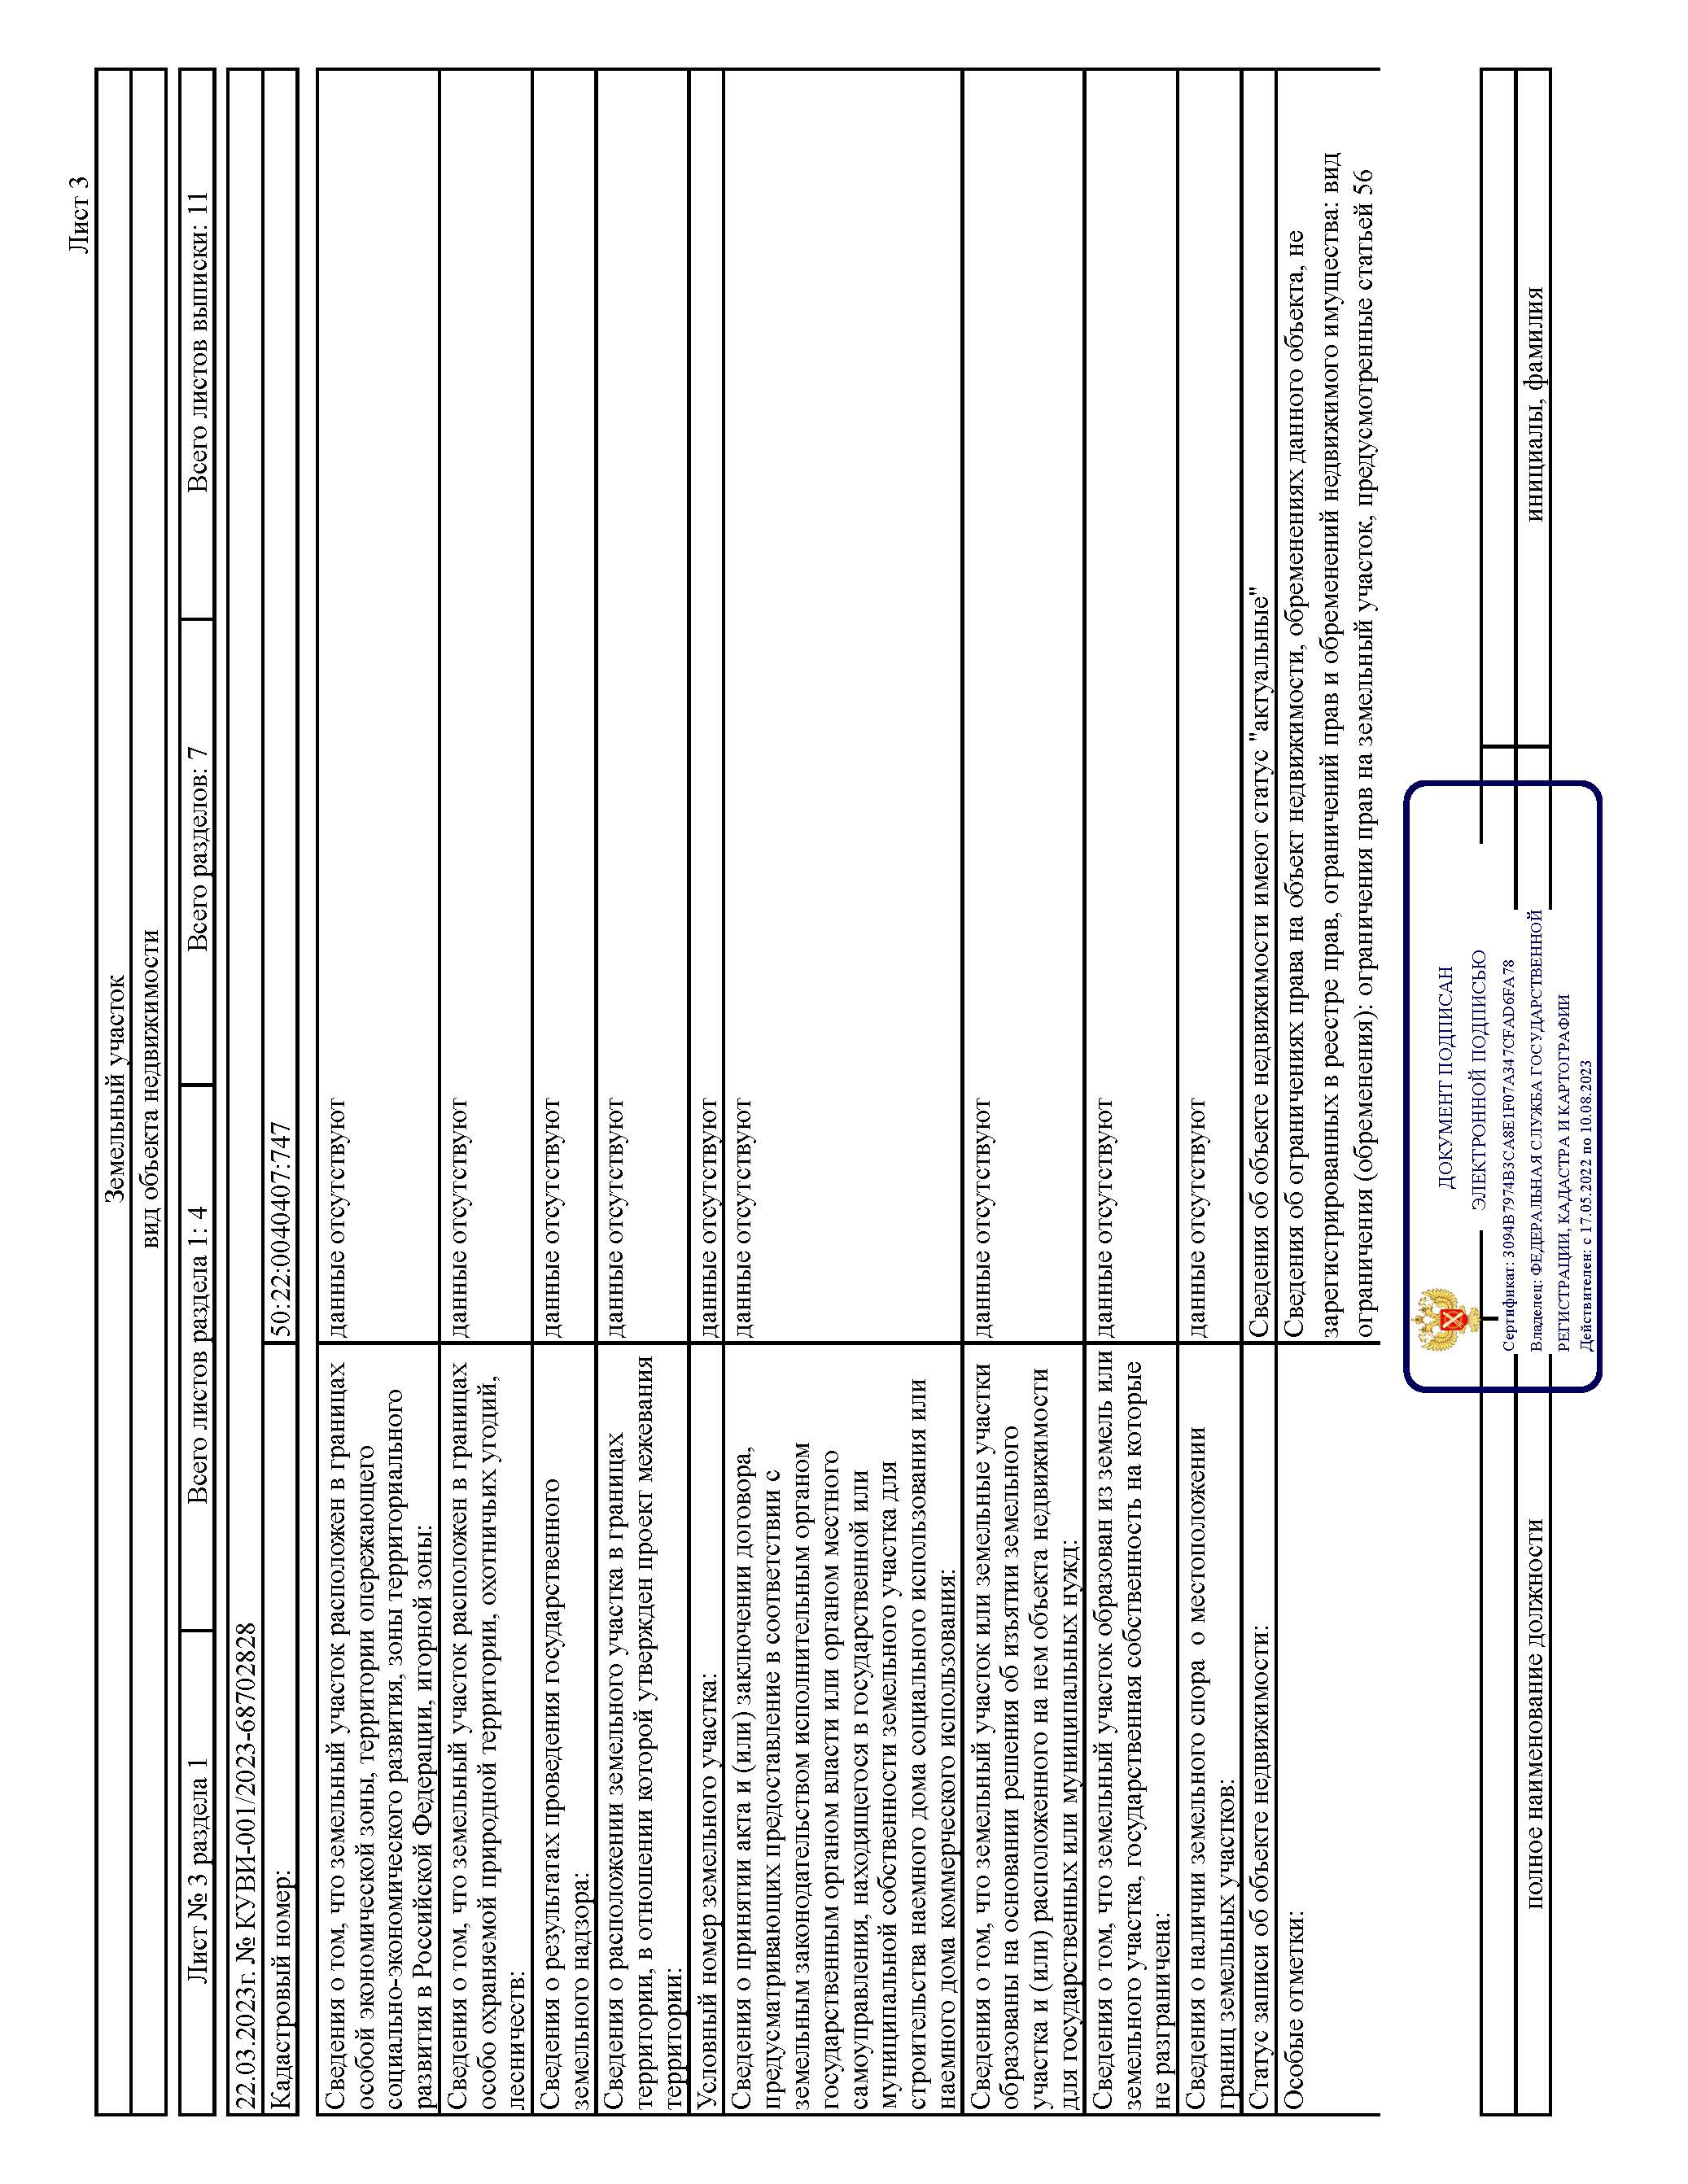 Лист 3
Земельный участок
вид объекта недвижимости
Лист № 3 раздела 1
Всего листов раздела 1: 4
Всего разделов: 7
Всего листов выписки: 11
22.03.2023г. № КУВИ-001/2023-68702828
Кадастровый номер:
50:22:0040407:747
Сведения о том, что земельный участок расположен в границах
особой экономической зоны, территории опережающего
социально-экономического развития, зоны территориального
развития в Российской Федерации, игорной зоны:
данные отсутствуют
Сведения о том, что земельный участок расположен в границах
особо охраняемой природной территории, охотничьих угодий,
лесничеств:
данные отсутствуют
Сведения о результатах проведения государственного
земельного надзора:
данные отсутствуют
Сведения о расположении земельного участка в границах
территории, в отношении которой утвержден проект межевания
территории:
данные отсутствуют
Условный номер земельного участка:
данные отсутствуют
Сведения о принятии акта и (или) заключении договора,
предусматривающих предоставление в соответствии с
земельным законодательством исполнительным органом
государственным органом власти или органом местного
самоуправления, находящегося в государственной или
муниципальной собственности земельного участка для
строительства наемного дома социального использования или
наемного дома коммерческого использования:
данные отсутствуют
Сведения о том, что земельный участок или земельные участки
образованы на основании решения об изъятии земельного
участка и (или) расположенного на нем объекта недвижимости
для государственных или муниципальных нужд:
данные отсутствуют
Сведения о том, что земельный участок образован из земель или
земельного участка, государственная собственность на которые
не разграничена:
данные отсутствуют
Сведения о наличии земельного спора о местоположении
границ земельных участков:
данные отсутствуют
Статус записи об объекте недвижимости:
Сведения об объекте недвижимости имеют статус "актуальные"
Особые отметки:
Сведения об ограничениях права на объект недвижимости, обременениях данного объекта, не
зарегистрированных в реестре прав, ограничений прав и обременений недвижимого имущества: вид
ограничения (обременения): ограничения прав на земельный участок, предусмотренные статьей 56
ДОКУМЕНТ ПОДПИСАН
ЭЛЕКТРОННОЙ ПОДПИСЬЮ
Сертификат: 3094B7974B3CA8E1F07A347CFAD6FA78
Владелец: ФЕДЕРАЛЬНАЯ СЛУЖБА ГОСУДАРСТВЕННОЙ
РЕГИСТРАЦИИ, КАДАСТРА И КАРТОГРАФИИ
Действителен: с 17.05.2022 по 10.08.2023
полное наименование должности
инициалы, фамилия